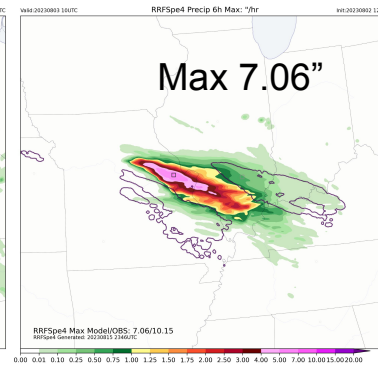 TC Valid:20230803 10UTC RRFSpe4 Precip 6h Max: "/hr Init:20230802 12
Max 7.06”
RRFSpe4 Max Model/OBS: 7.06/10.15
RRFSpe4 Generated: 20230815 2346UTC
0.00 0.01 0.10 0.25 0.50 0.75 1.00 1.25 1.50 1.75 2.00 2.50 3.00 4.00 5.00 7.00 10.00 15.00 20.00